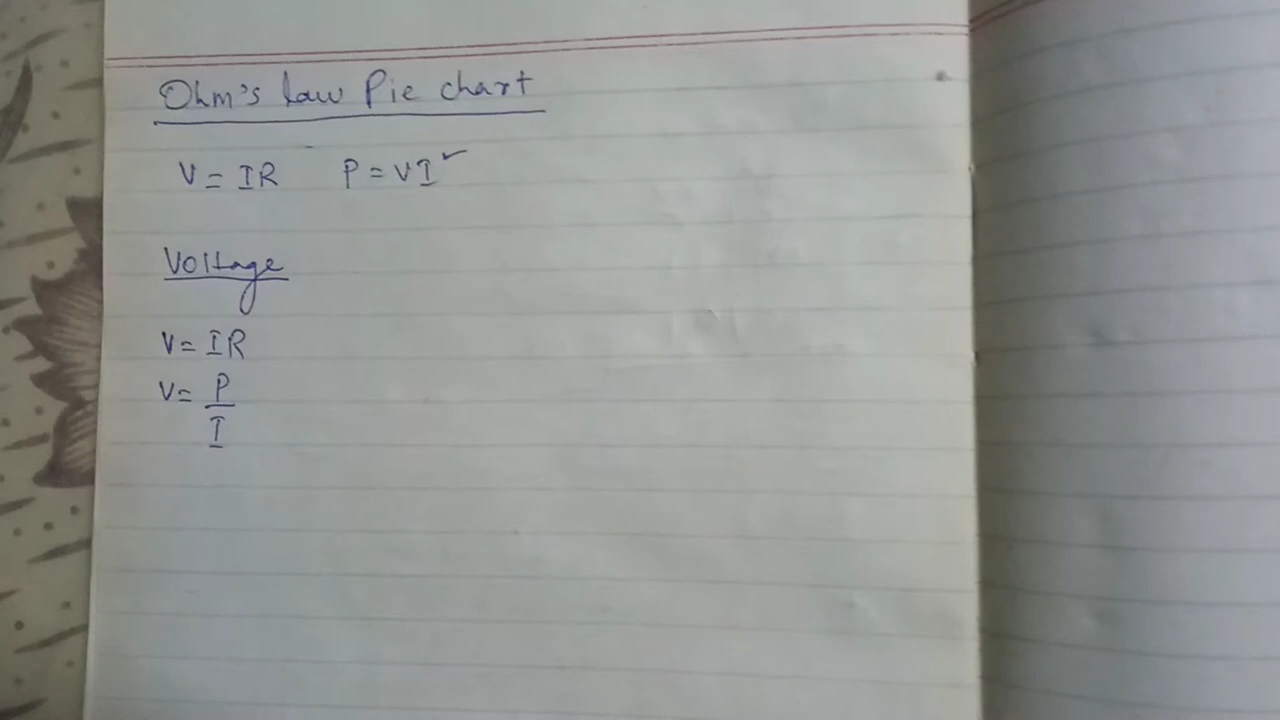 Ohm's Law Pie chart
V = IR P = VI ✓
Voltage
V = IR
V = P
I